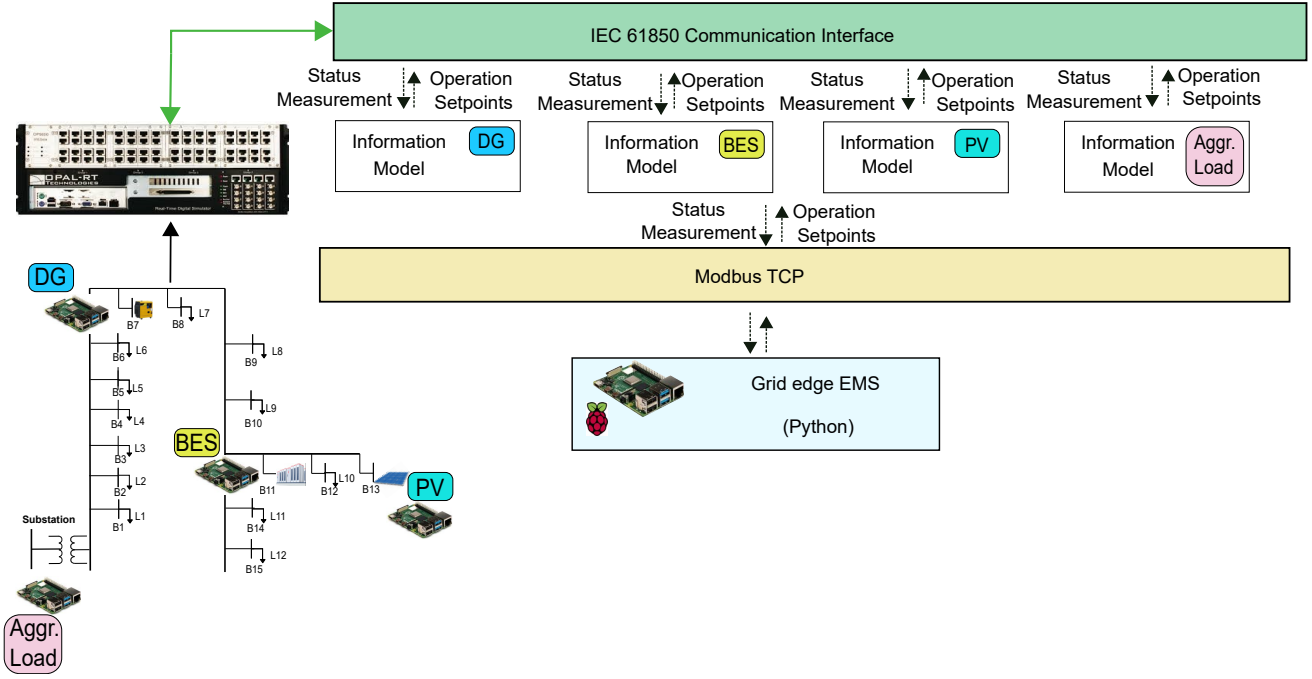 IEC 61850 Communication Interface
Status
Measurement
Operation
Setpoints
Status
Measurement
Operation
Setpoints
Status
Measurement
Operation
Setpoints
Status
Measurement
Operation
Setpoints
Information
Model
DG
Information
Model
BES
Information
Model
PV
Information
Model
Aggr.
Load
OPAL-RT
TECHNOLOGIES
Real-Time Digital Simulator
Status
Measurement
Operation
Setpoints
Modbus TCP
Grid edge EMS
(Python)
DG
B7
B8
L7
B6
L6
B5
L5
B4
L4
B3
L3
B2
L2
B1
L1
B9
L8
B10
L9
BES
B11
B12
L10
B13
PV
B14
L11
B15
L12
Substation
Aggr.
Load